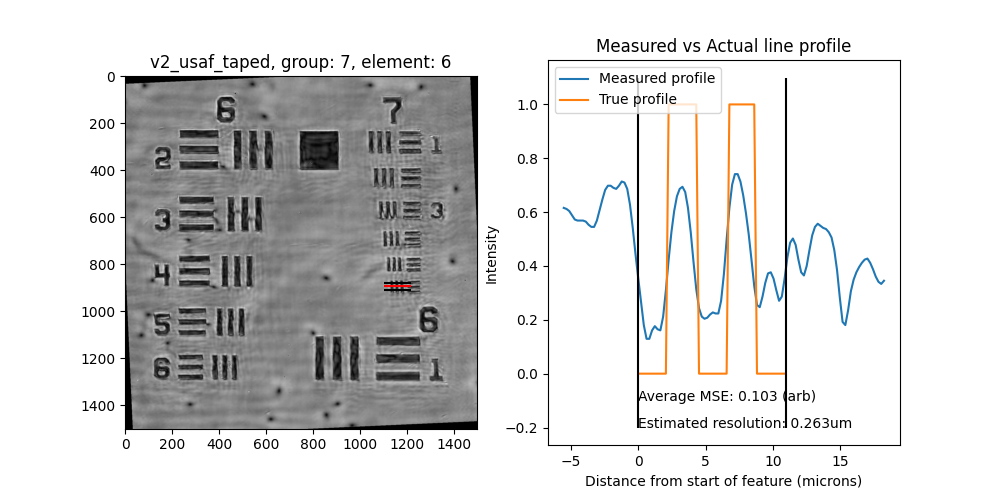 v2_usaf_taped, group: 7, element: 6
0
200
400
600
800
1000
1200
1400
0 200 400 600 800 1000 1200 1400
6 7
2 1
3 3
4
5 6
6 1
Measured vs Actual line profile
Measured profile
True profile
Intensity
1.0
0.8
0.6
0.4
0.2
0.0
−0.2
Average MSE: 0.103 (arb)
Estimated resolution: 0.263um
−5 0 5 10 15
Distance from start of feature (microns)